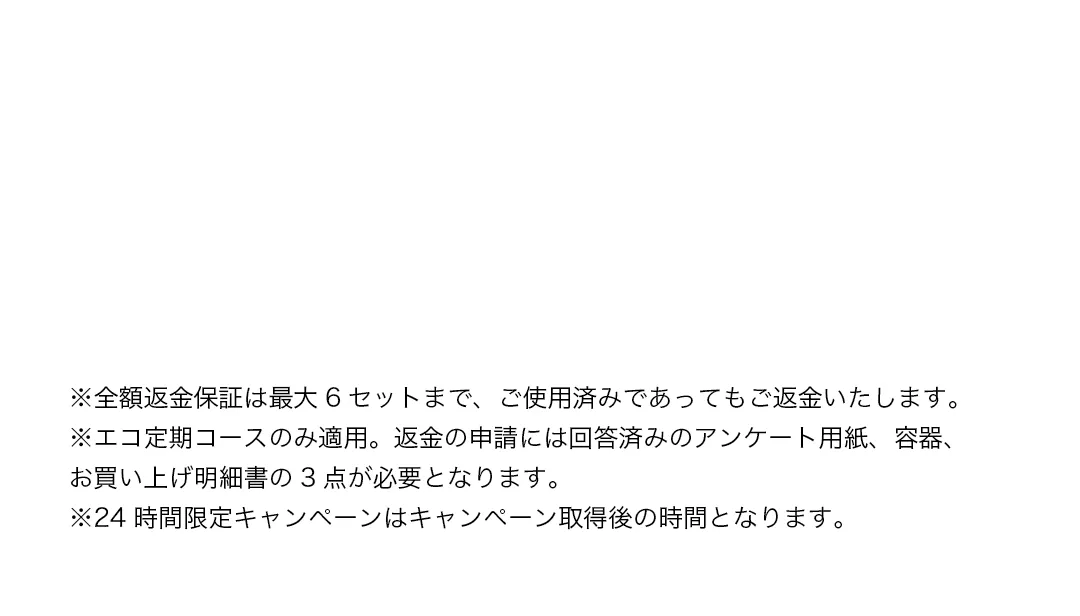 ※全額返金保証は最大6セットまで、ご使用済みであってもご返金いたします。
※エコ定期コースのみ適用。返金の申請には回答済みのアンケート用紙、容器、
お買い上げ明細書の3点が必要となります。
※24時間限定キャンペーンはキャンペーン取得後の時間となります。